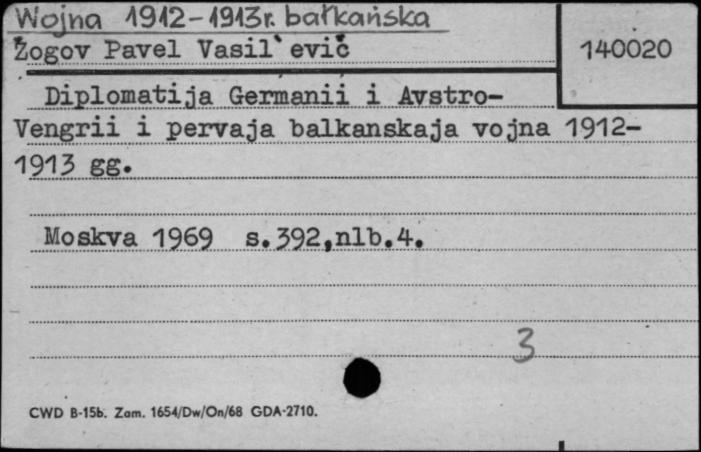 Wojna 1912-1913r. bałkańska
Žogov Pavel Vasil`evič
140020
Diplomatija Germanii i Avstro-
Vengrii i pervaja balkanskaja vojna 1912-
1913 gg.
Moskva 1969 s.392,nlb.4.
3
CWD B-15b. Zam. 1654/Dw/On/68 GDA-2710.